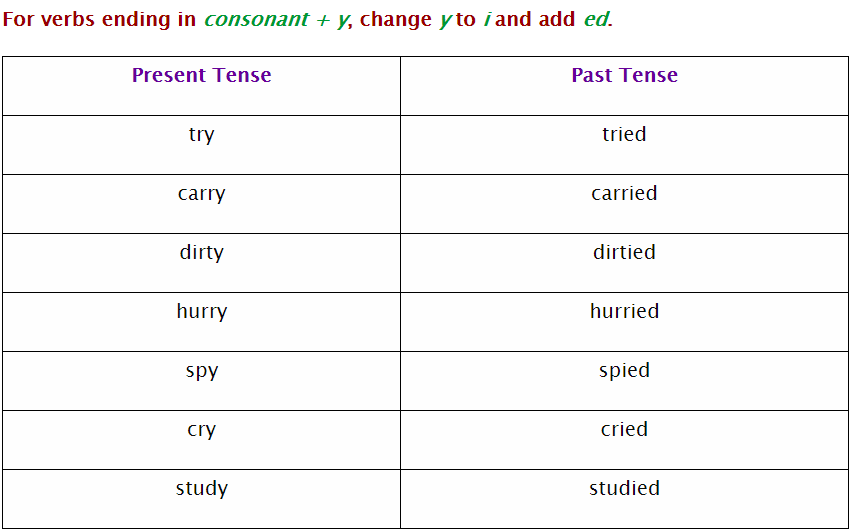 For verbs ending in consonant + y, change y to i and add ed.
Present Tense Past Tense
try tried
carry carried
dirty dirtied
hurry hurried
spy spied
cry cried
study studied